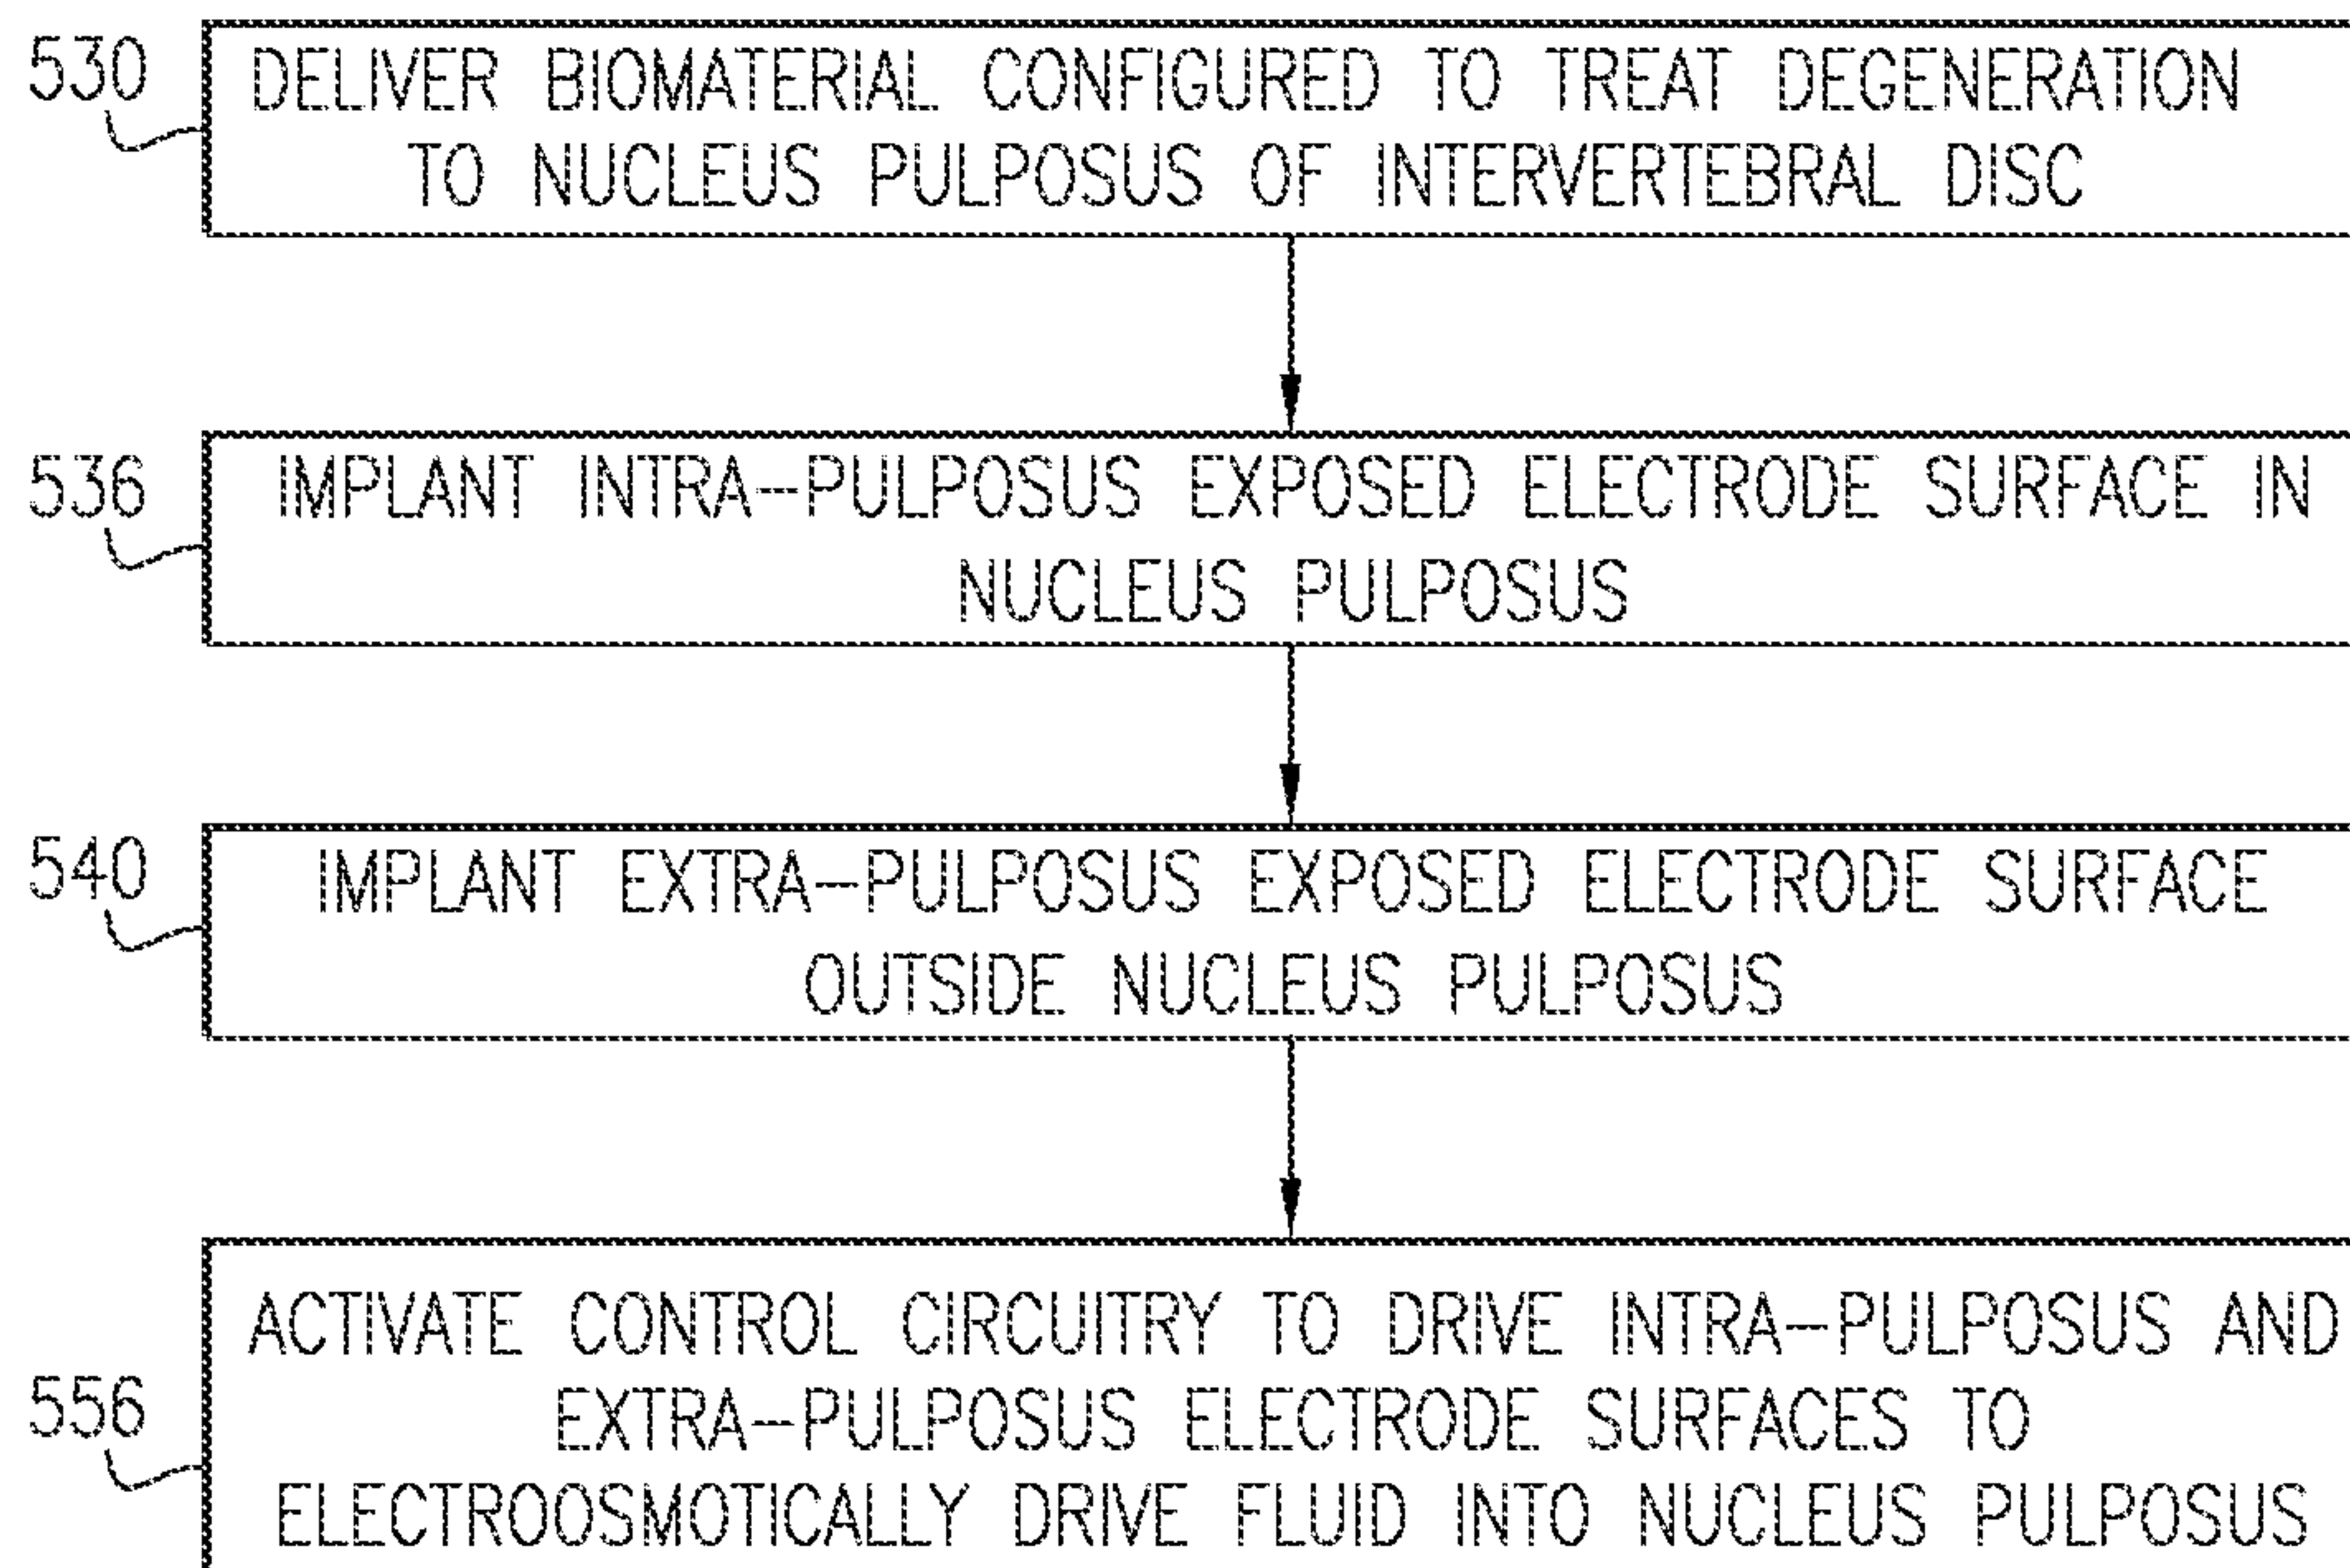 530
DELIVER BIOMATERIAL CONFIGURED TO TREAT DEGENERATION
TO NUCLEUS PULPOSUS OF INTERVERTEBRAL DISC
536
IMPLANT INTRA-PULPOSUS EXPOSED ELECTRODE SURFACE IN
NUCLEUS PULPOSUS
540
IMPLANT EXTRA-PULPOSUS EXPOSED ELECTRODE SURFACE
OUTSIDE NUCLEUS PULPOSUS
556
ACTIVATE CONTROL CIRCUITRY TO DRIVE INTRA-PULPOSUS AND
EXTRA-PULPOSUS ELECTRODE SURFACES TO
ELECTROOSMOTICALLY DRIVE FLUID INTO NUCLEUS PULPOSUS